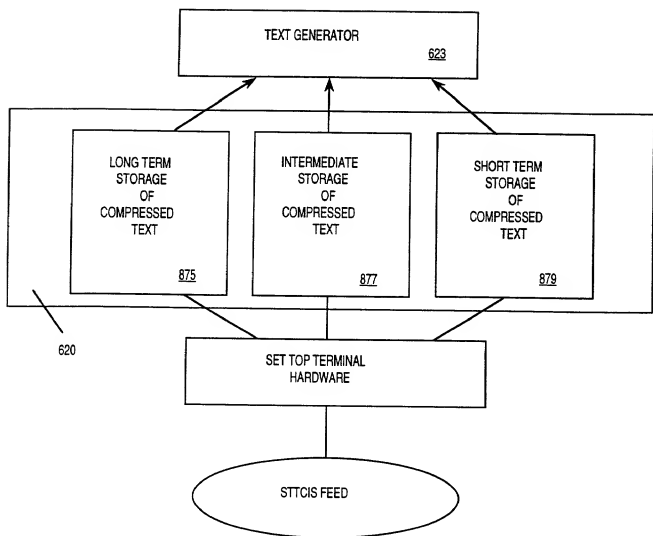 TEXT GENERATOR
623
LONG TERM
STORAGE
OF
COMPRESSED
TEXT
875
INTERMEDIATE
STORAGE
OF
COMPRESSED
TEXT
877
SHORT TERM
STORAGE
OF
COMPRESSED
TEXT
879
620
SET TOP TERMINAL
HARDWARE
STTCIS FEED